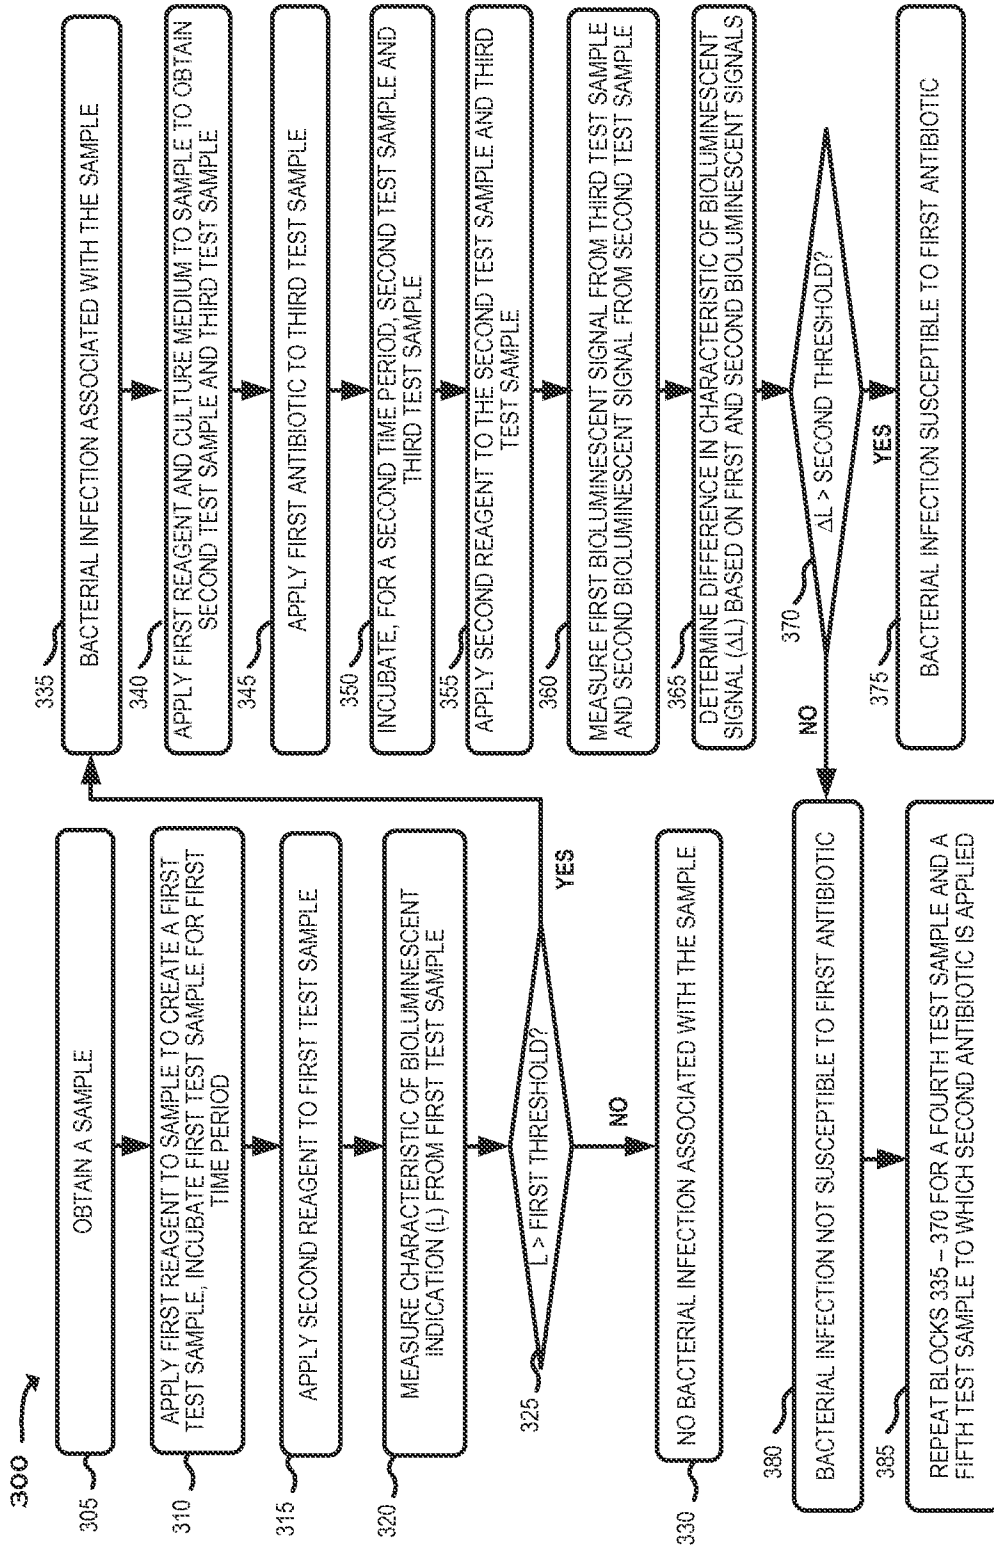 300
305
OBTAIN A SAMPLE
310
APPLY FIRST REAGENT TO SAMPLE TO CREATE A FIRST
TEST SAMPLE, INCUBATE FIRST TEST SAMPLE FOR FIRST
TIME PERIOD
315
APPLY SECOND REAGENT TO FIRST TEST SAMPLE
320
MEASURE CHARACTERISTIC OF BIOLUMINESCENT
INDICATION (L) FROM FIRST TEST SAMPLE
325
L > FIRST THRESHOLD?
YES
NO
330
NO BACTERIAL INFECTION ASSOCIATED WITH THE SAMPLE
335
BACTERIAL INFECTION ASSOCIATED WITH THE SAMPLE
340
APPLY FIRST REAGENT AND CULTURE MEDIUM TO SAMPLE TO OBTAIN
SECOND TEST SAMPLE AND THIRD TEST SAMPLE
345
APPLY FIRST ANTIBIOTIC TO THIRD TEST SAMPLE
350
INCUBATE, FOR A SECOND TIME PERIOD, SECOND TEST SAMPLE AND
THIRD TEST SAMPLE
355
APPLY SECOND REAGENT TO THE SECOND TEST SAMPLE AND THIRD
TEST SAMPLE
360
MEASURE FIRST BIOLUMINESCENT SIGNAL FROM THIRD TEST SAMPLE
AND SECOND BIOLUMINESCENT SIGNAL FROM SECOND TEST SAMPLE
365
DETERMINE DIFFERENCE IN CHARACTERISTIC OF BIOLUMINESCENT
SIGNAL (ΔL) BASED ON FIRST AND SECOND BIOLUMINESCENT SIGNALS
370
ΔL > SECOND THRESHOLD?
NO
YES
375
BACTERIAL INFECTION SUSCEPTIBLE TO FIRST ANTIBIOTIC
380
BACTERIAL INFECTION NOT SUSCEPTIBLE TO FIRST ANTIBIOTIC
385
REPEAT BLOCKS 335 – 370 FOR A FOURTH TEST SAMPLE AND A
FIFTH TEST SAMPLE TO WHICH SECOND ANTIBIOTIC IS APPLIED